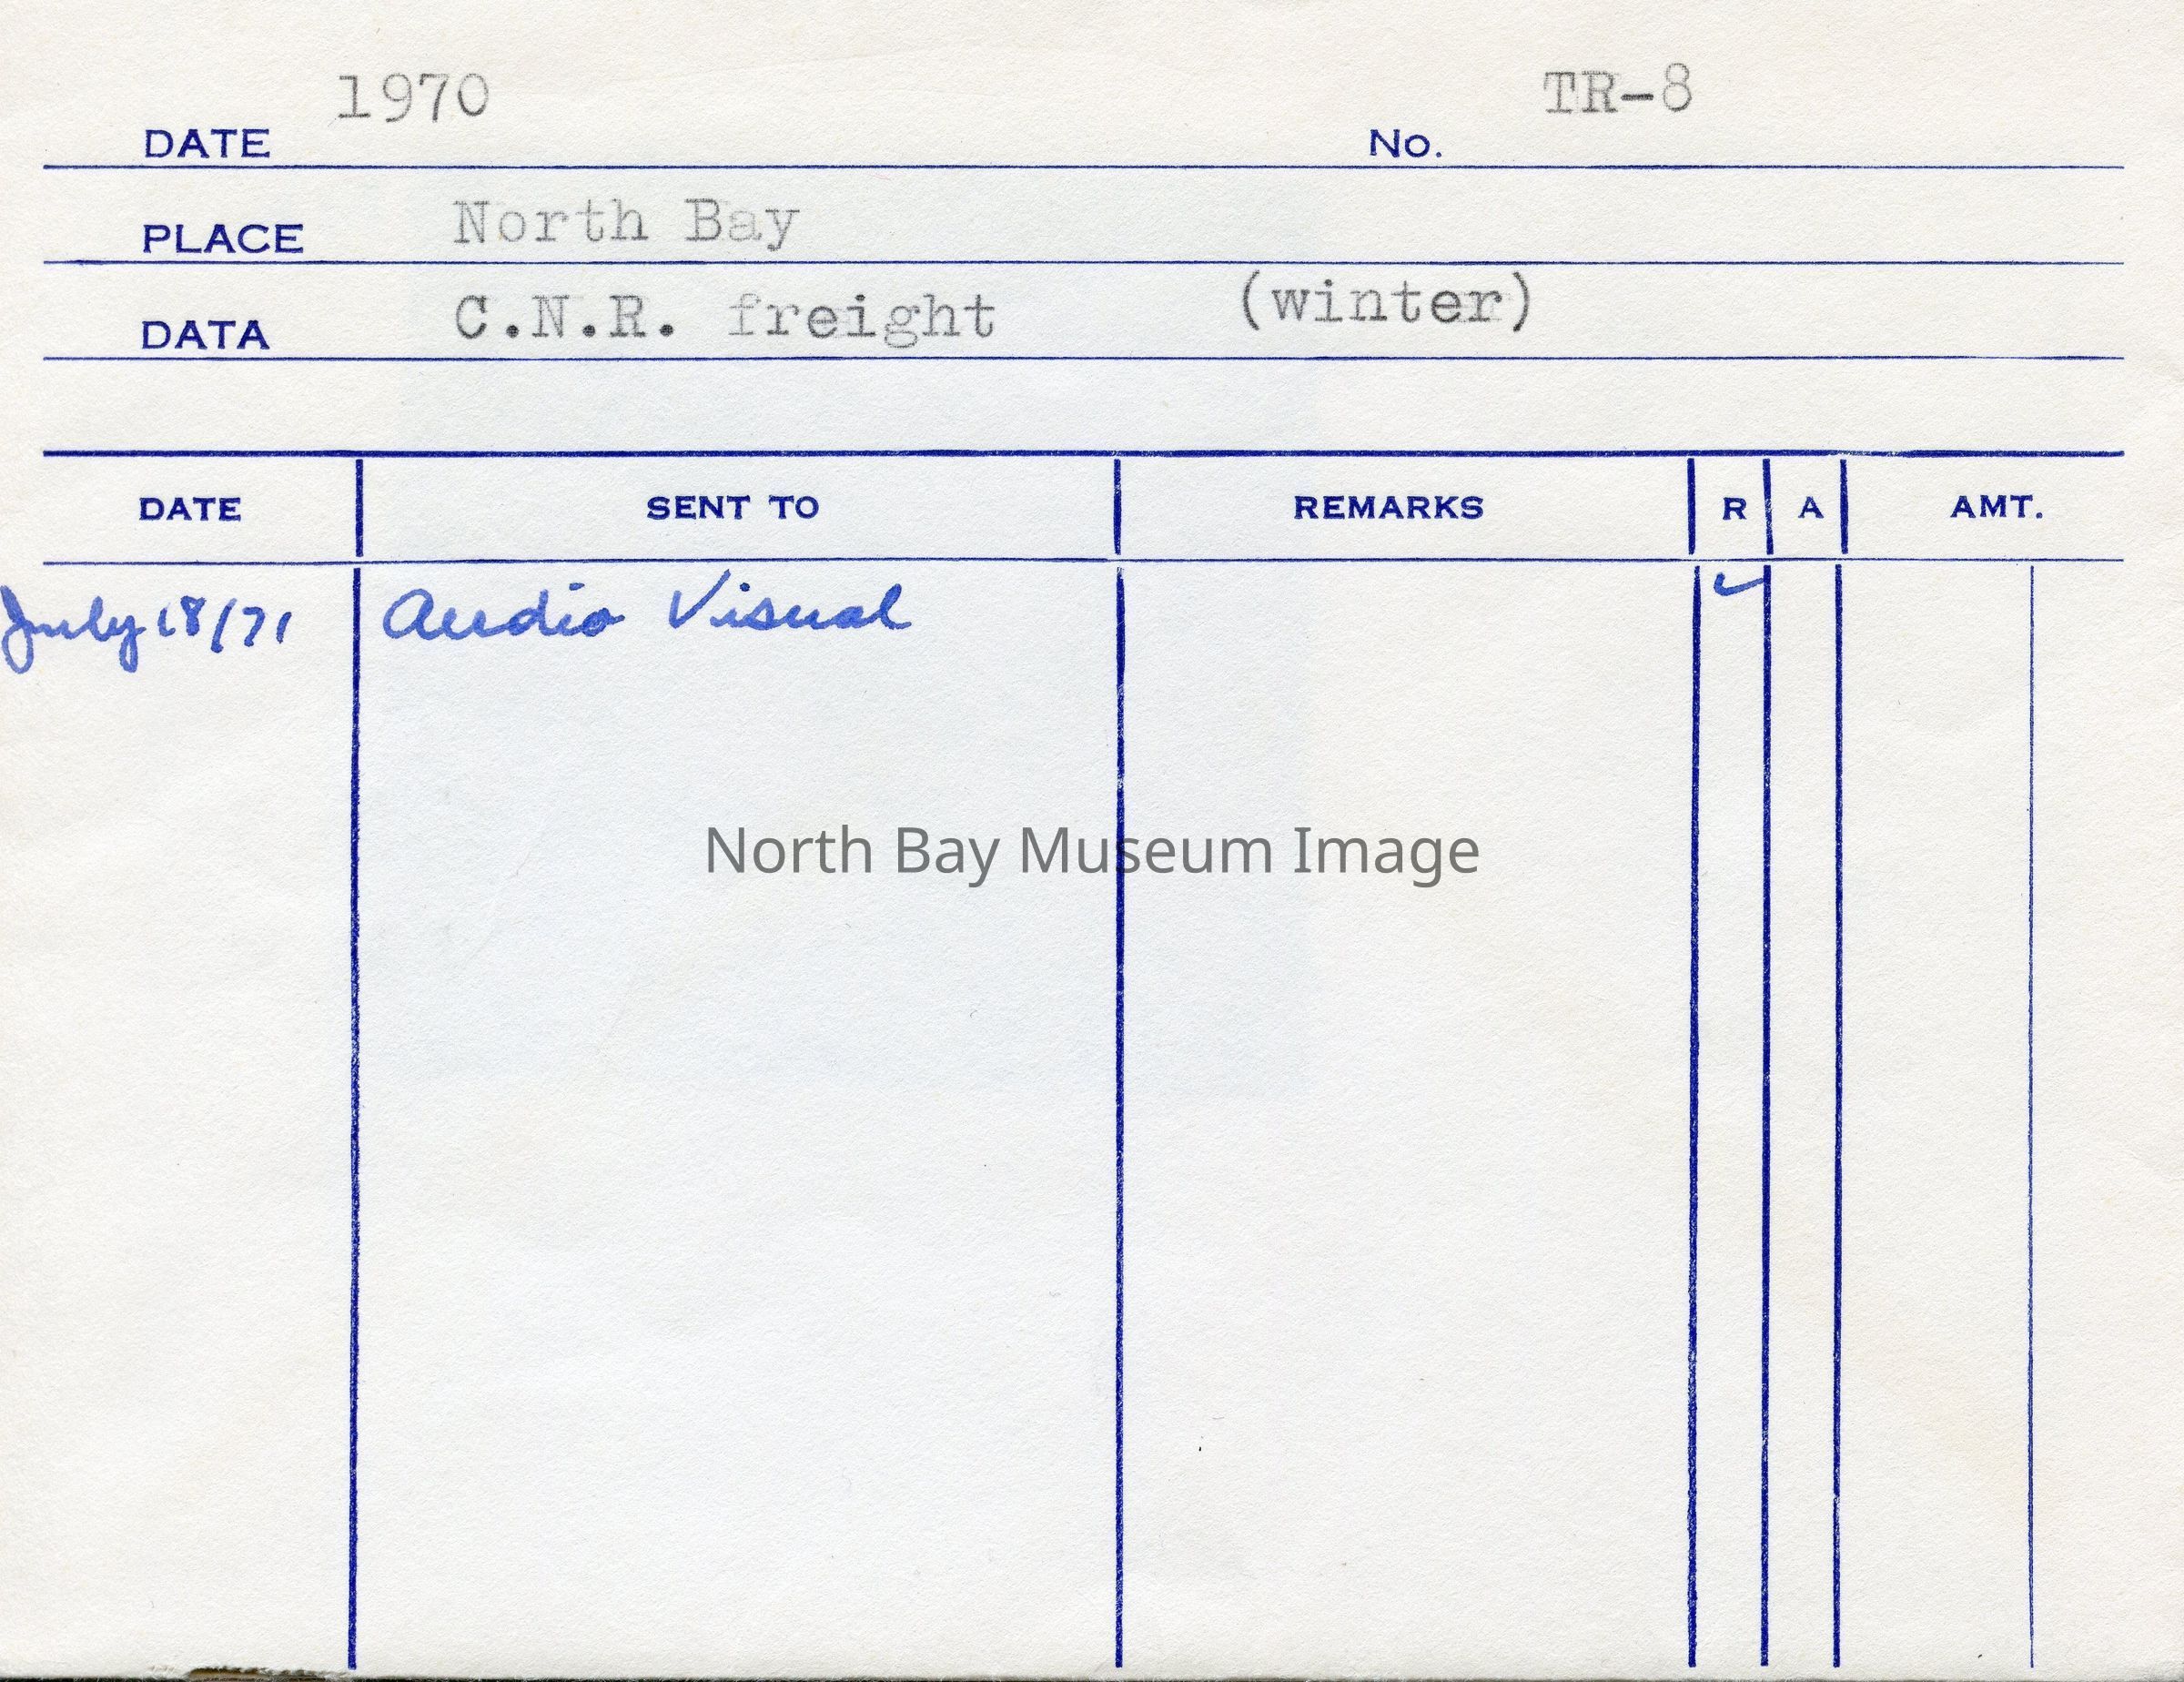 1970 TR-8
DATE No.
PLACE North Bay
DATA C.N.R. freight (winter)
DATE SENT TO REMARKS R A AMT.
July 18/71 Audio Visual ✓
North Bay Museum Image